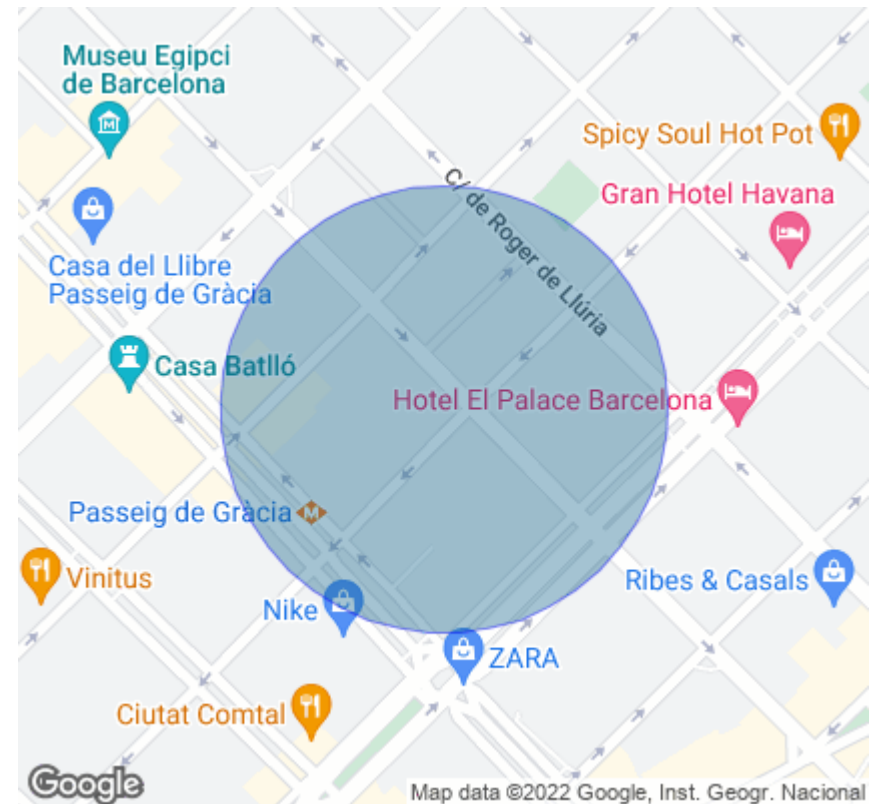 Museu Egipci
de Barcelona
Spicy Soul Hot Pot
C/ de Roger de Llúria
Gran Hotel Havana
Casa del Llibre
Passeig de Gràcia
Casa Batlló
Hotel El Palace Barcelona
Passeig de Gràcia
M
Vinitus
Nike
Ribes & Casals
ZARA
Ciutat Comtal
Google
Map data ©2022 Google, Inst. Geogr. Nacional